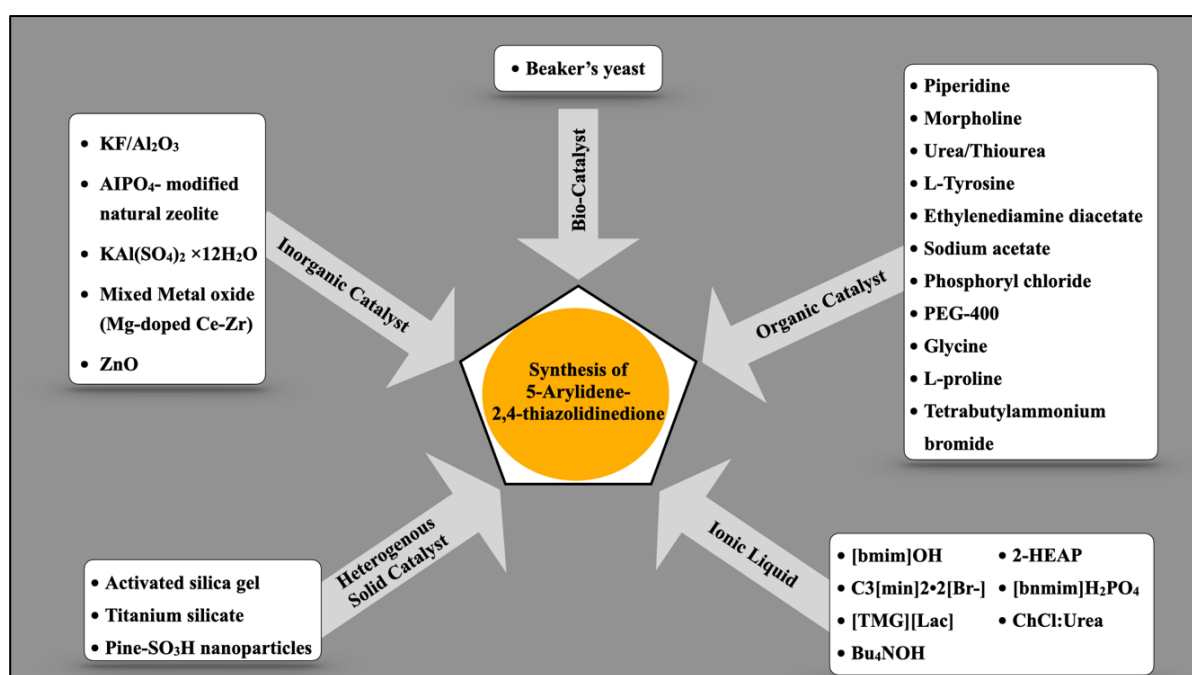 • Beaker's yeast
Bio-Catalyst
• KF/Al₂O₃
• AIPO₄- modified
natural zeolite
• KAl(SO₄)₂ ×12H₂O
• Mixed Metal oxide
(Mg-doped Ce-Zr)
• ZnO
Inorganic Catalyst
• Piperidine
• Morpholine
• Urea/Thiourea
• L-Tyrosine
• Ethylenediamine diacetate
• Sodium acetate
• Phosphoryl chloride
• PEG-400
• Glycine
• L-proline
• Tetrabutylammonium
bromide
Organic Catalyst
Synthesis of
5-Arylidene-
2,4-thiazolidinedione
Heterogenous
Solid Catalyst
• Activated silica gel
• Titanium silicate
• Pine-SO₃H nanoparticles
Ionic Liquid
• [bmim]OH
• C3[min]2•2[Br-]
• [TMG][Lac]
• Bu₄NOH
• 2-HEAP
• [bnmim]H₂PO₄
• ChCl:Urea